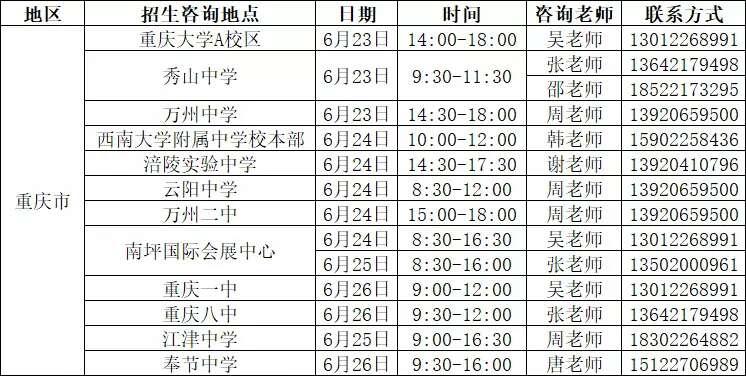 地区 招生咨询地点 日期 时间 咨询老师 联系方式
重庆市
重庆大学A校区 6月23日 14:00-18:00 吴老师 13012268991
秀山中学 6月23日 9:30-11:30 张老师 13642179498
邵老师 18522173295
万州中学 6月23日 14:30-18:00 周老师 13920659500
西南大学附属中学校本部 6月24日 10:00-12:00 韩老师 15902258436
涪陵实验中学 6月24日 14:30-17:30 谢老师 13920410796
云阳中学 6月24日 8:30-12:00 周老师 13920659500
万州二中 6月24日 15:00-18:00 周老师 13920659500
南坪国际会展中心 6月24日 8:30-16:30 吴老师 13012268991
6月25日 8:30-16:00 张老师 13502000961
重庆一中 6月26日 9:00-12:00 吴老师 13012268991
重庆八中 6月26日 9:30-12:00 张老师 13642179498
江津中学 6月25日 9:00-16:30 周老师 18302264882
奉节中学 6月26日 9:30-16:00 唐老师 15122706989